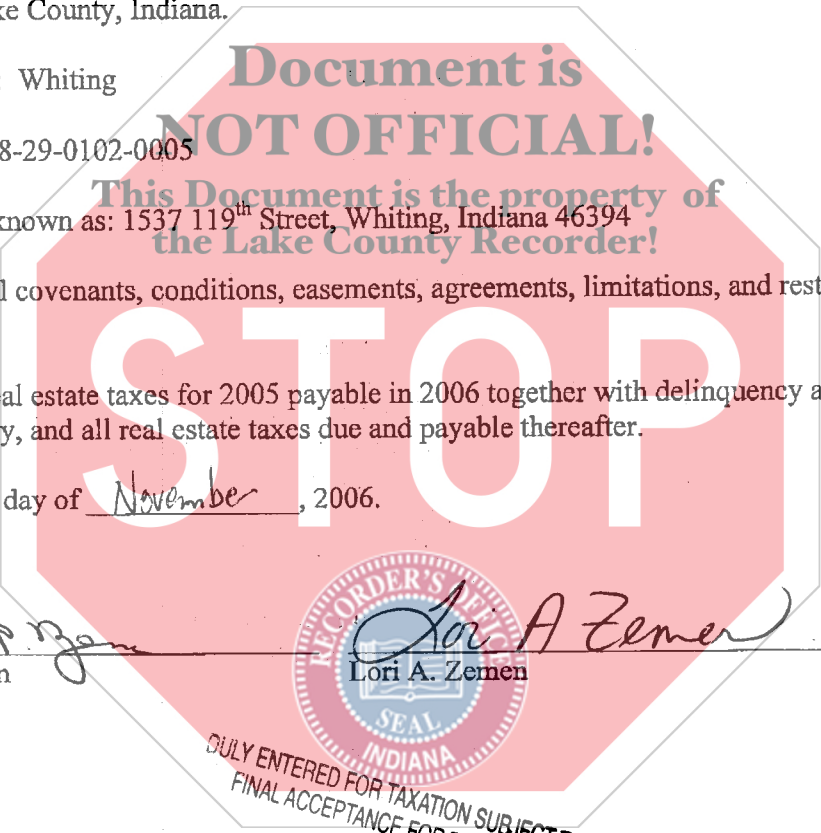 ke County, Indiana.
Document is
Whiting
NOT OFFICIAL!
8-29-0102-0005
This Document is the property of
known as: 1537 119th Street, Whiting, Indiana 46394
the Lake County Recorder!
l covenants, conditions, easements, agreements, limitations, and rest
STOP
al estate taxes for 2005 payable in 2006 together with delinquency a
y, and all real estate taxes due and payable thereafter.
day of November, 2006.
Lori A Zemen
n
Lori A. Zemen
RECORDER'S OFFICE
SEAL
INDIANA
DULY ENTERED FOR TAXATION SUBJECT
FINAL ACCEPTANCE FOR